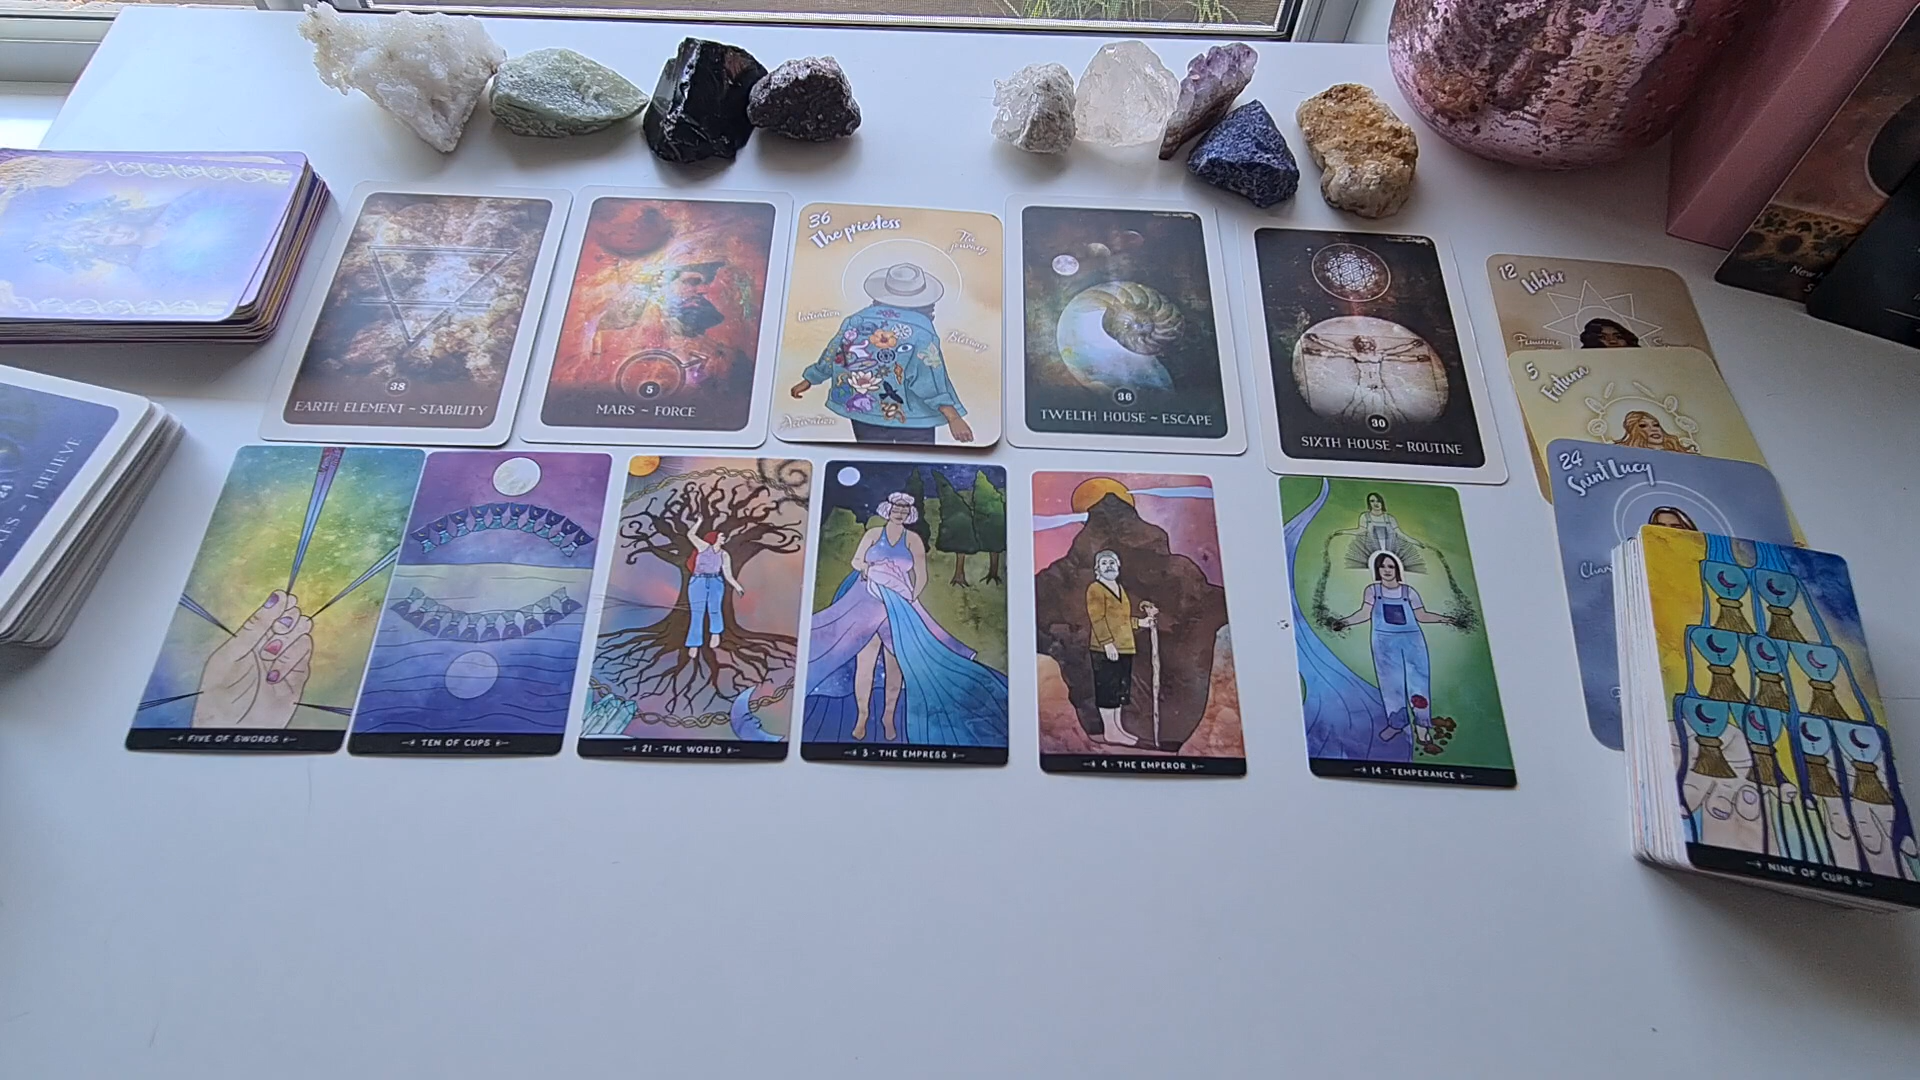 38
EARTH ELEMENT ~ STABILITY
5
MARS ~ FORCE
36
The priestess
The journey
Initiation
Blessing
36
TWELTH HOUSE ~ ESCAPE
30
SIXTH HOUSE ~ ROUTINE
12
Ishtar
Feminine
5
Fortuna
24
Saint Lucy
24
~ I BELIEVE
FIVE OF SWORDS
TEN OF CUPS
21 · THE WORLD
3 · THE EMPRESS
4 · THE EMPEROR
14 · TEMPERANCE
NINE OF CUPS